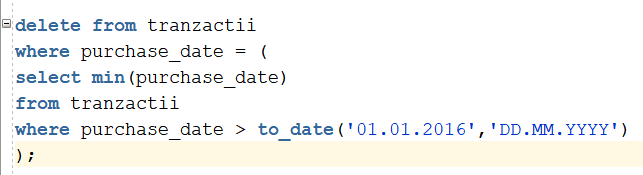 delete from tranzactii
where purchase_date = (
select min(purchase_date)
from tranzactii
where purchase_date > to_date('01.01.2016','DD.MM.YYYY')
);